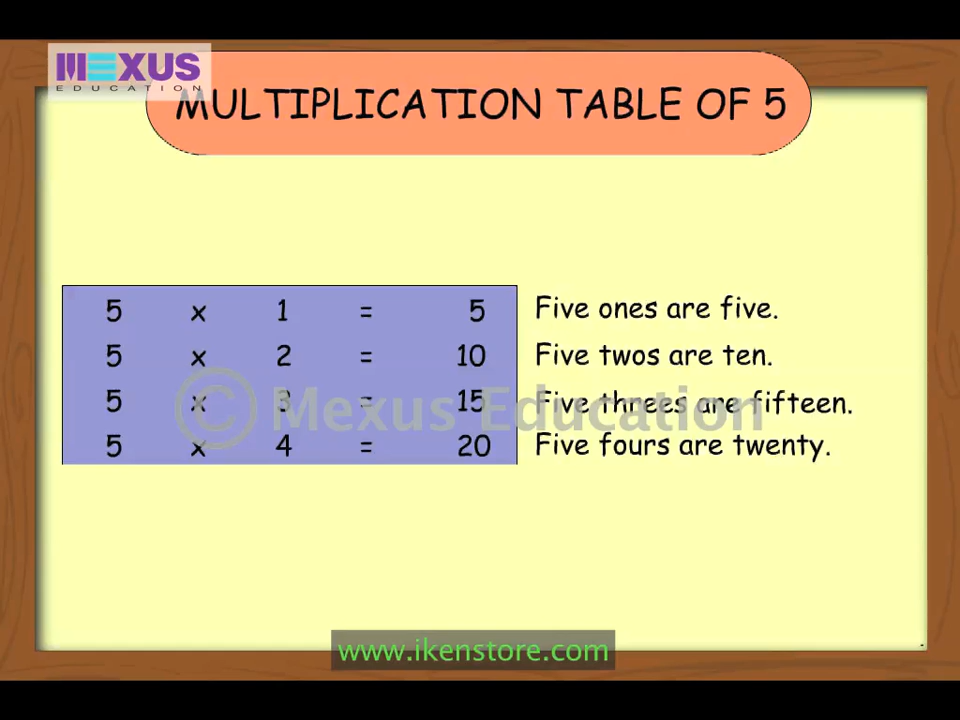 MEXUS
EDUCATION
MULTIPLICATION TABLE OF 5
5 x 1 = 5 Five ones are five.
5 x 2 = 10 Five twos are ten.
5 x 3 = 15 Five threes are fifteen.
© Mexus Education
5 x 4 = 20 Five fours are twenty.
www.ikenstore.com